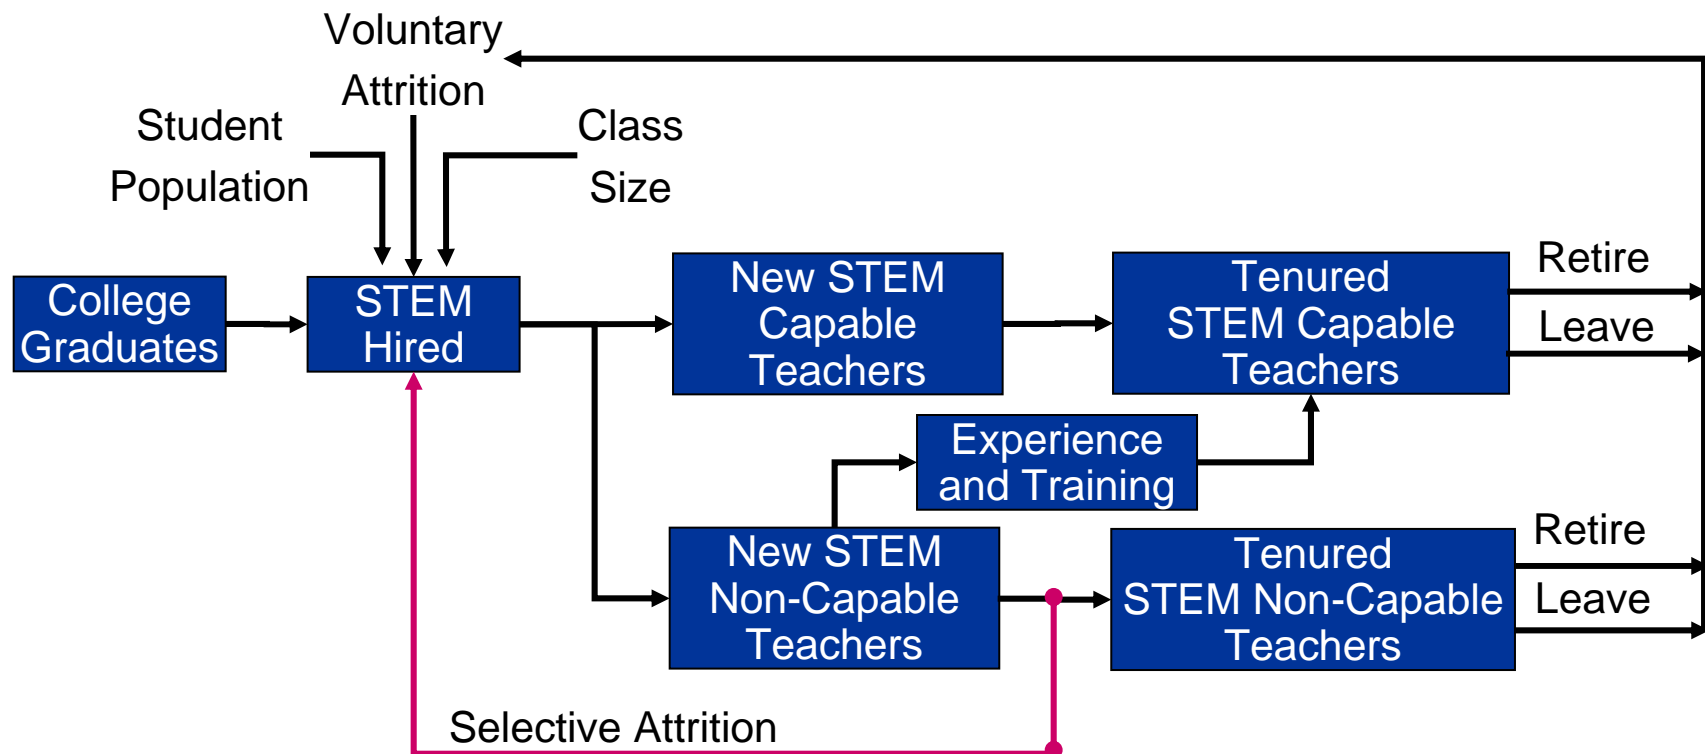 Voluntary
Attrition
Student
Population
Class
Size
College
Graduates
STEM
Hired
New STEM
Capable
Teachers
Tenured
STEM Capable
Teachers
Retire
Leave
Experience
and Training
New STEM
Non-Capable
Teachers
Tenured
STEM Non-Capable
Teachers
Retire
Leave
Selective Attrition